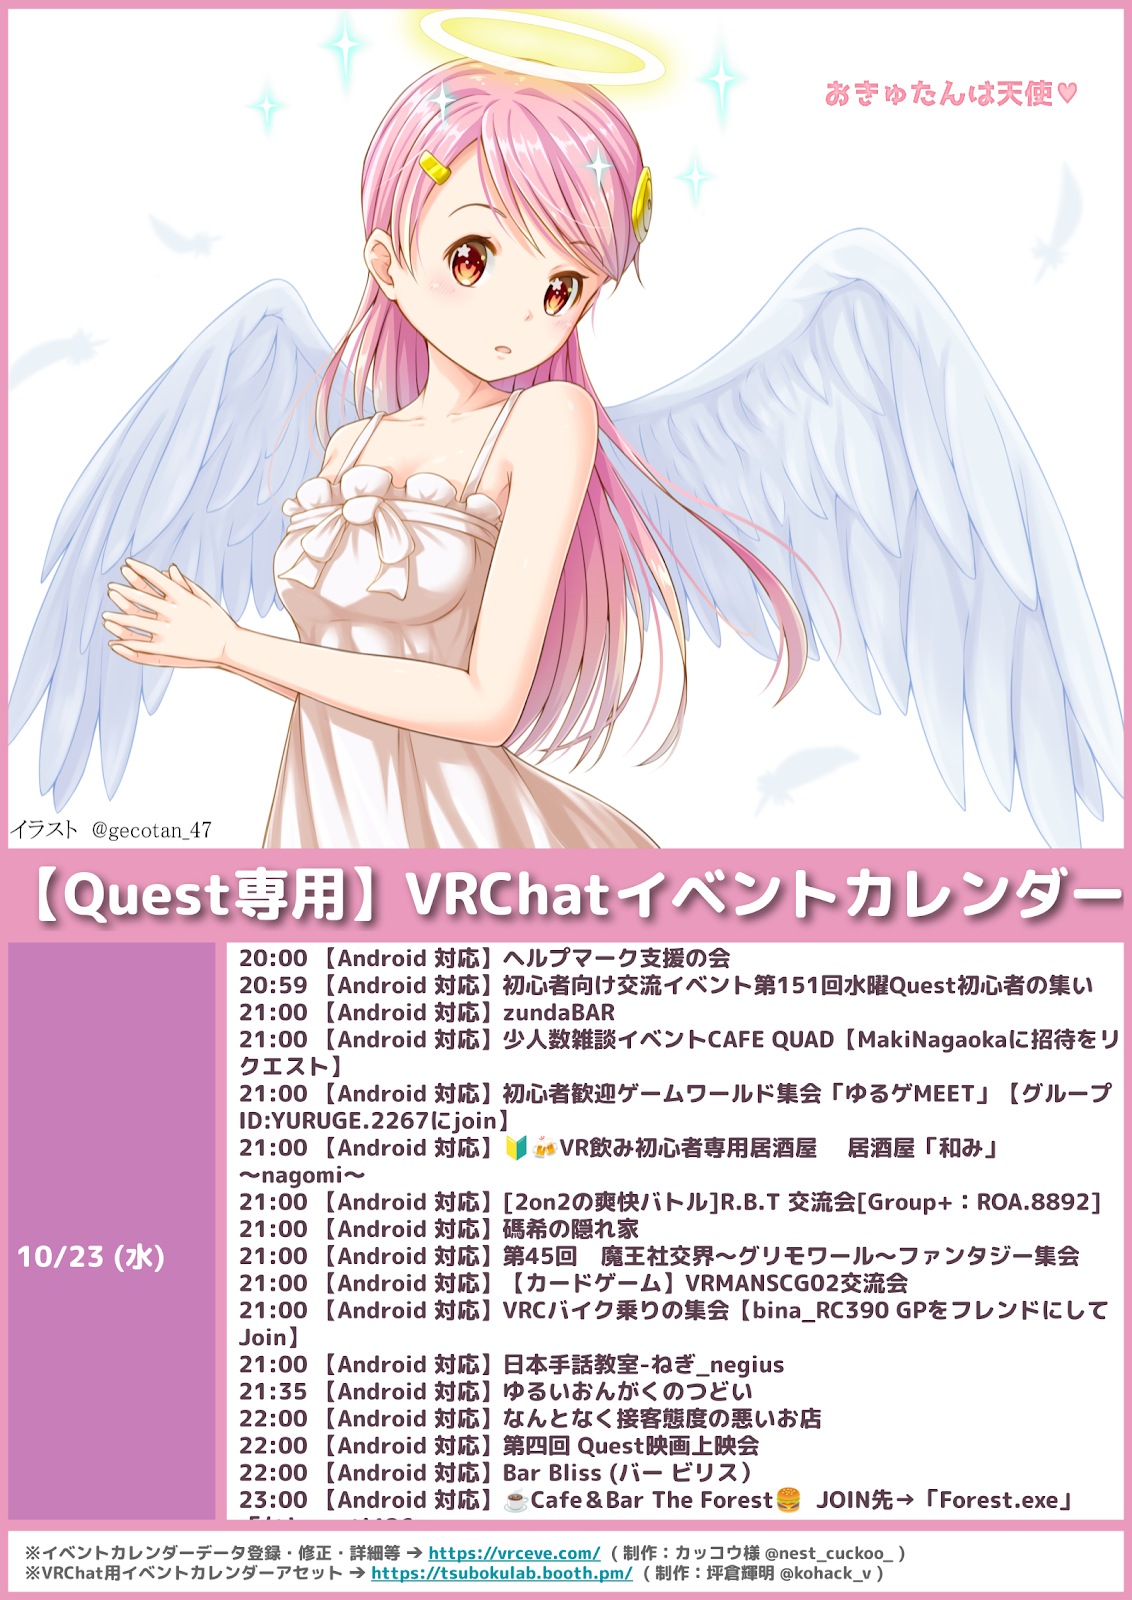 おきゅたんは天使♥
イラスト @gecotan_47
【Quest専用】VRChatイベントカレンダー
10/23 (水)
20:00 【Android 対応】ヘルプマーク支援の会
20:59 【Android 対応】初心者向け交流イベント第151回水曜Quest初心者の集い
21:00 【Android 対応】zundaBAR
21:00 【Android 対応】少人数雑談イベントCAFE QUAD【MakiNagaokaに招待をリ
クエスト】
21:00 【Android 対応】初心者歓迎ゲームワールド集会「ゆるゲMEET」【グループ
ID:YURUGE.2267にjoin】
21:00 【Android 対応】🔰🍻VR飲み初心者専用居酒屋 居酒屋「和み」
～nagomi～
21:00 【Android 対応】[2on2の爽快バトル]R.B.T 交流会[Group+：ROA.8892]
21:00 【Android 対応】碼希の隠れ家
21:00 【Android 対応】第45回 魔王社交界～グリモワール～ファンタジー集会
21:00 【Android 対応】【カードゲーム】VRMANSCG02交流会
21:00 【Android 対応】VRCバイク乗りの集会【bina_RC390 GPをフレンドにして
Join】
21:00 【Android 対応】日本手話教室-ねぎ_negius
21:35 【Android 対応】ゆるいおんがくのつどい
22:00 【Android 対応】なんとなく接客態度の悪いお店
22:00 【Android 対応】第四回 Quest映画上映会
22:00 【Android 対応】Bar Bliss (バー ビリス）
23:00 【Android 対応】☕Cafe＆Bar The Forest🍔 JOIN先→「Forest.exe」
※イベントカレンダーデータ登録・修正・詳細等 → https://vrceve.com/ ( 制作：カッコウ様 @nest_cuckoo_ )
※VRChat用イベントカレンダーアセット → https://tsubokulab.booth.pm/ ( 制作：坪倉輝明 @kohack_v )